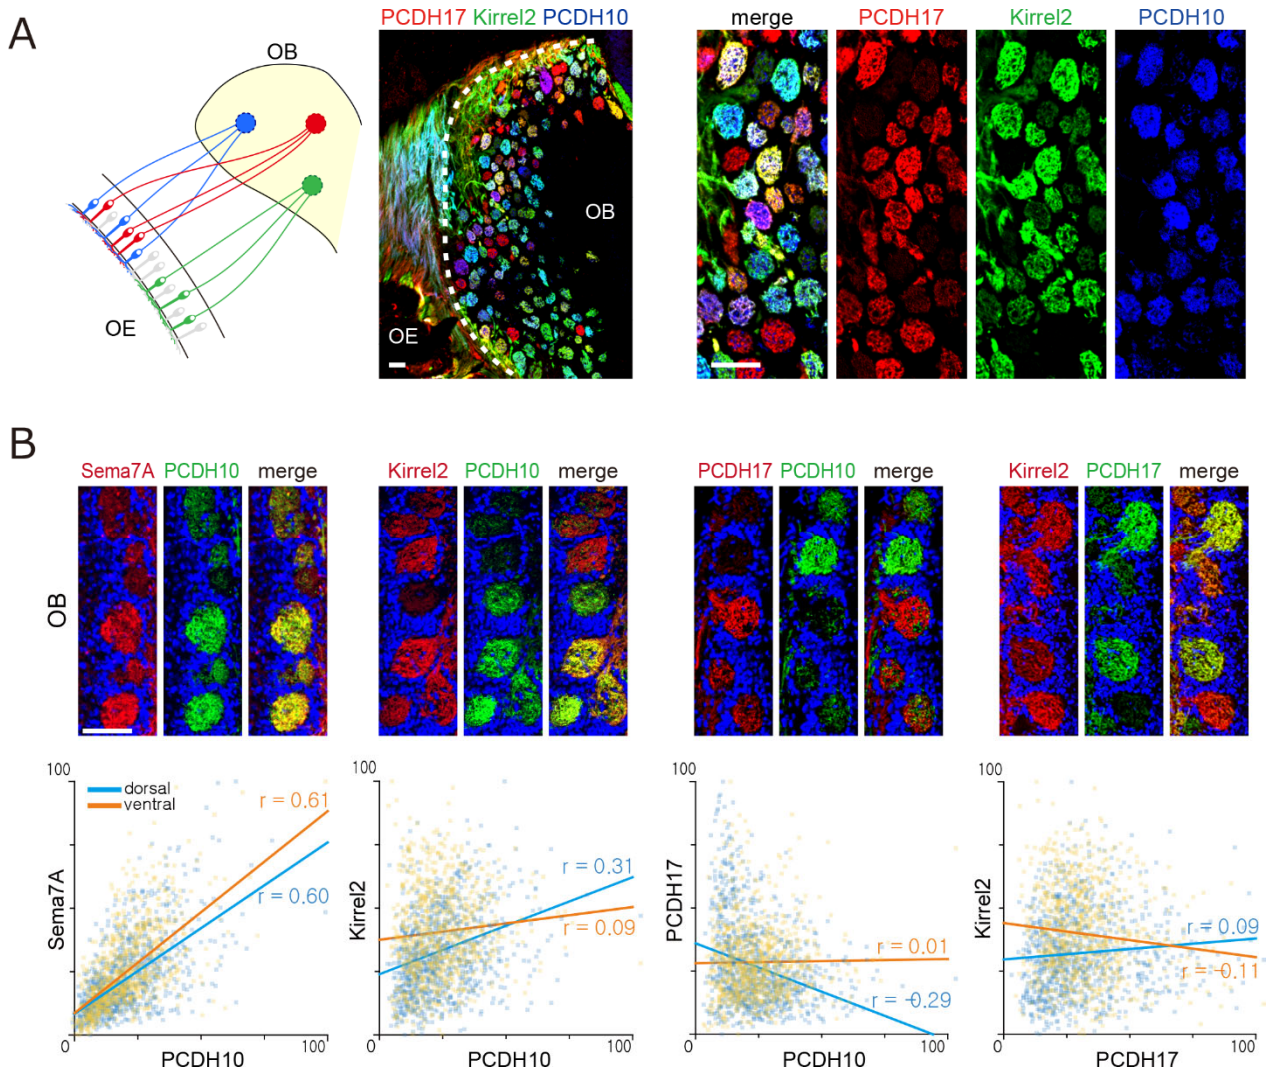 A
OB
OE
PCDH17 Kirrel2 PCDH10
OB
OE
merge
PCDH17
Kirrel2
PCDH10
B
OB
Sema7A
PCDH10
merge
Kirrel2
PCDH10
merge
PCDH17
PCDH10
merge
Kirrel2
PCDH17
merge
100
dorsal
ventral
r = 0.61
r = 0.60
Sema7A
0
100
PCDH10
100
r = 0.31
r = 0.09
Kirrel2
0
100
PCDH10
100
r = 0.01
r = -0.29
PCDH17
0
100
PCDH10
100
r = 0.09
r = -0.11
Kirrel2
0
100
PCDH17